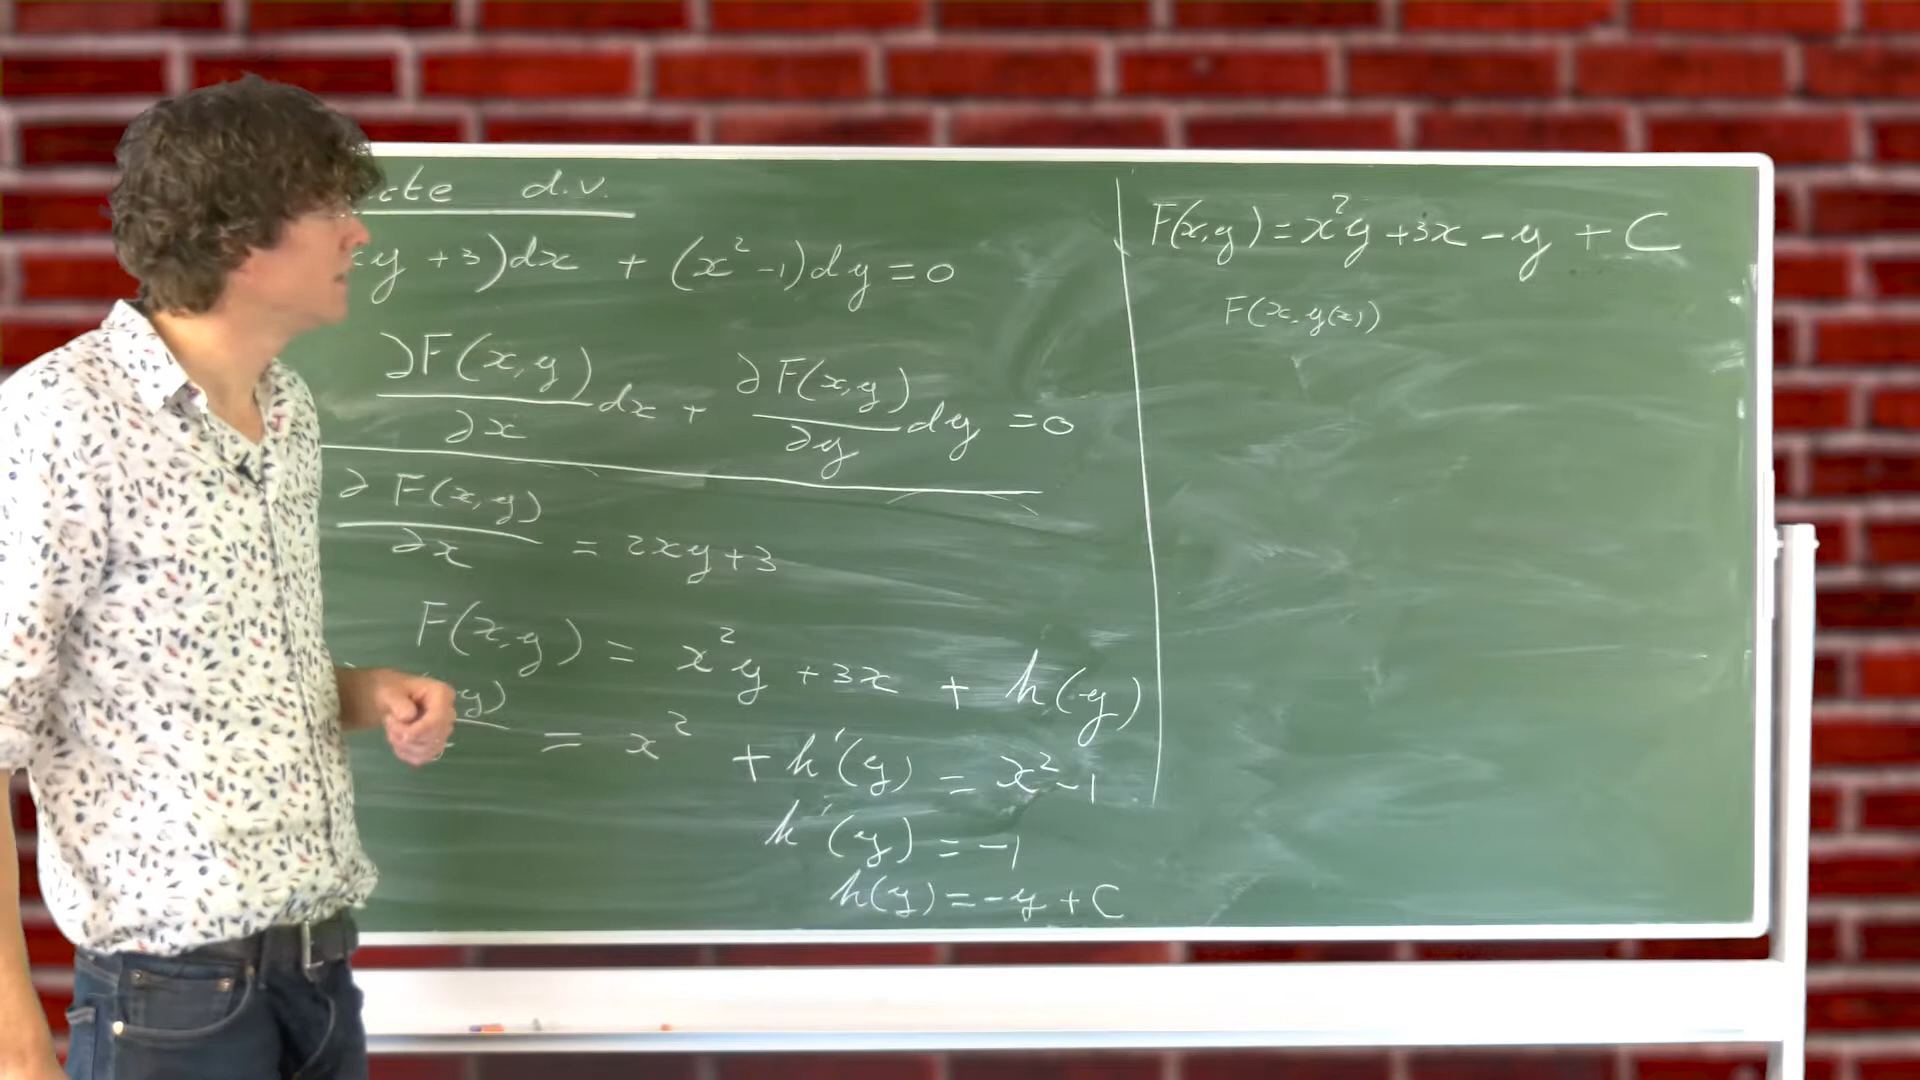 cte d.v.
y + 3)dx + (x² - 1)dy = 0
∂F(x,y)/∂x dx + ∂F(x,y)/∂y dy = 0
∂F(x,y)/∂x = 2xy + 3
F(x,y) = x²y + 3x + h(y)
y) = x² + h'(y) = x² - 1
h'(y) = -1
h(y) = -y + C
F(x,y) = x²y + 3x - y + C
F(x,y(x))